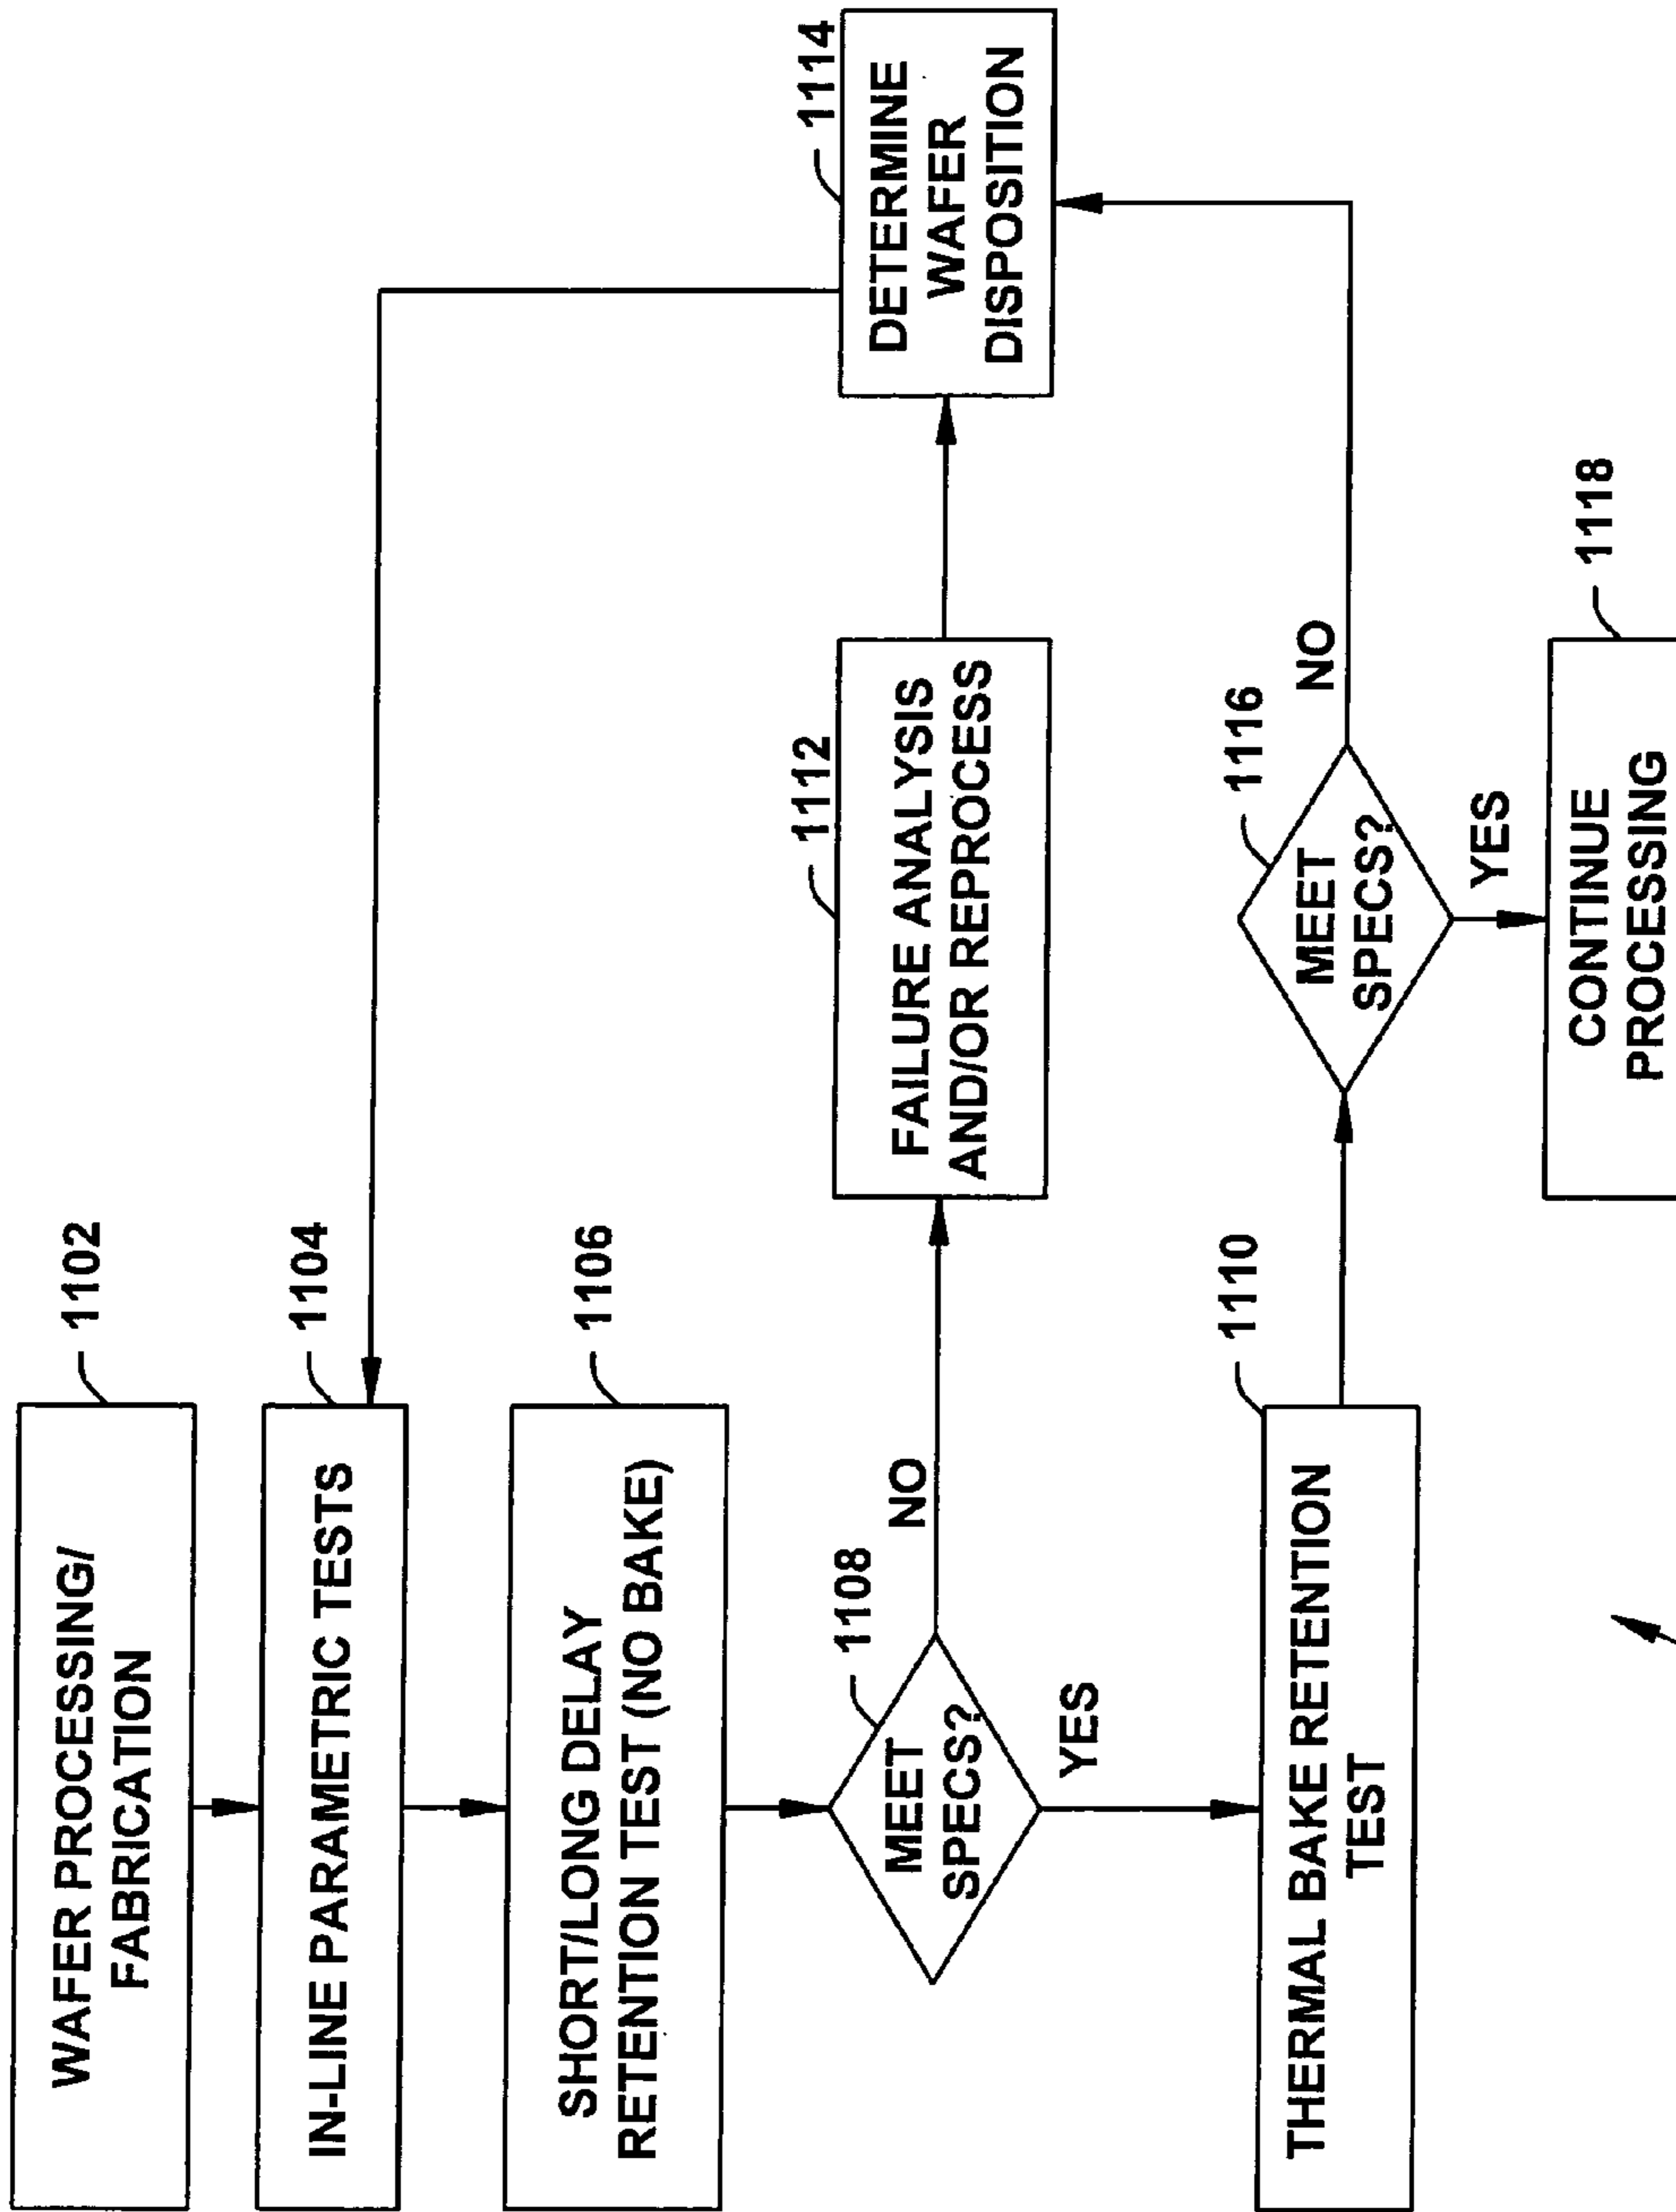 1102
WAFER PROCESSING/
FABRICATION
1104
IN-LINE PARAMETRIC TESTS
1106
SHORT/LONG DELAY
RETENTION TEST (NO BAKE)
1108
MEET
SPECS?
NO
YES
1112
FAILURE ANALYSIS
AND/OR REPROCESS
1114
DETERMINE
WAFER
DISPOSITION
1110
THERMAL BAKE RETENTION
TEST
1116
MEET
SPECS?
NO
YES
1118
CONTINUE
PROCESSING